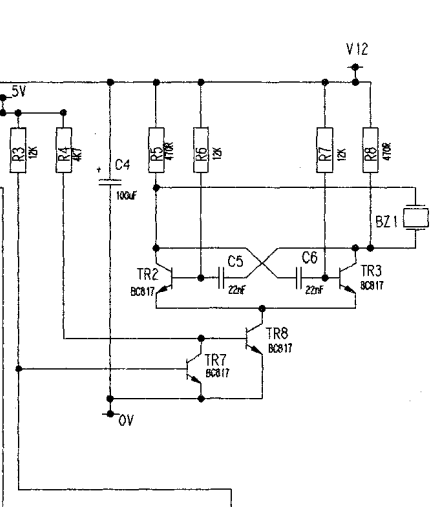 V12
5V
R3
12K
R4
4K7
+
C4
100uF
R5
470R
R6
12K
R7
12K
R8
470R
BZ1
TR2
BC817
C5
22nF
C6
22nF
TR3
BC817
TR8
BC817
TR7
BC817
0V